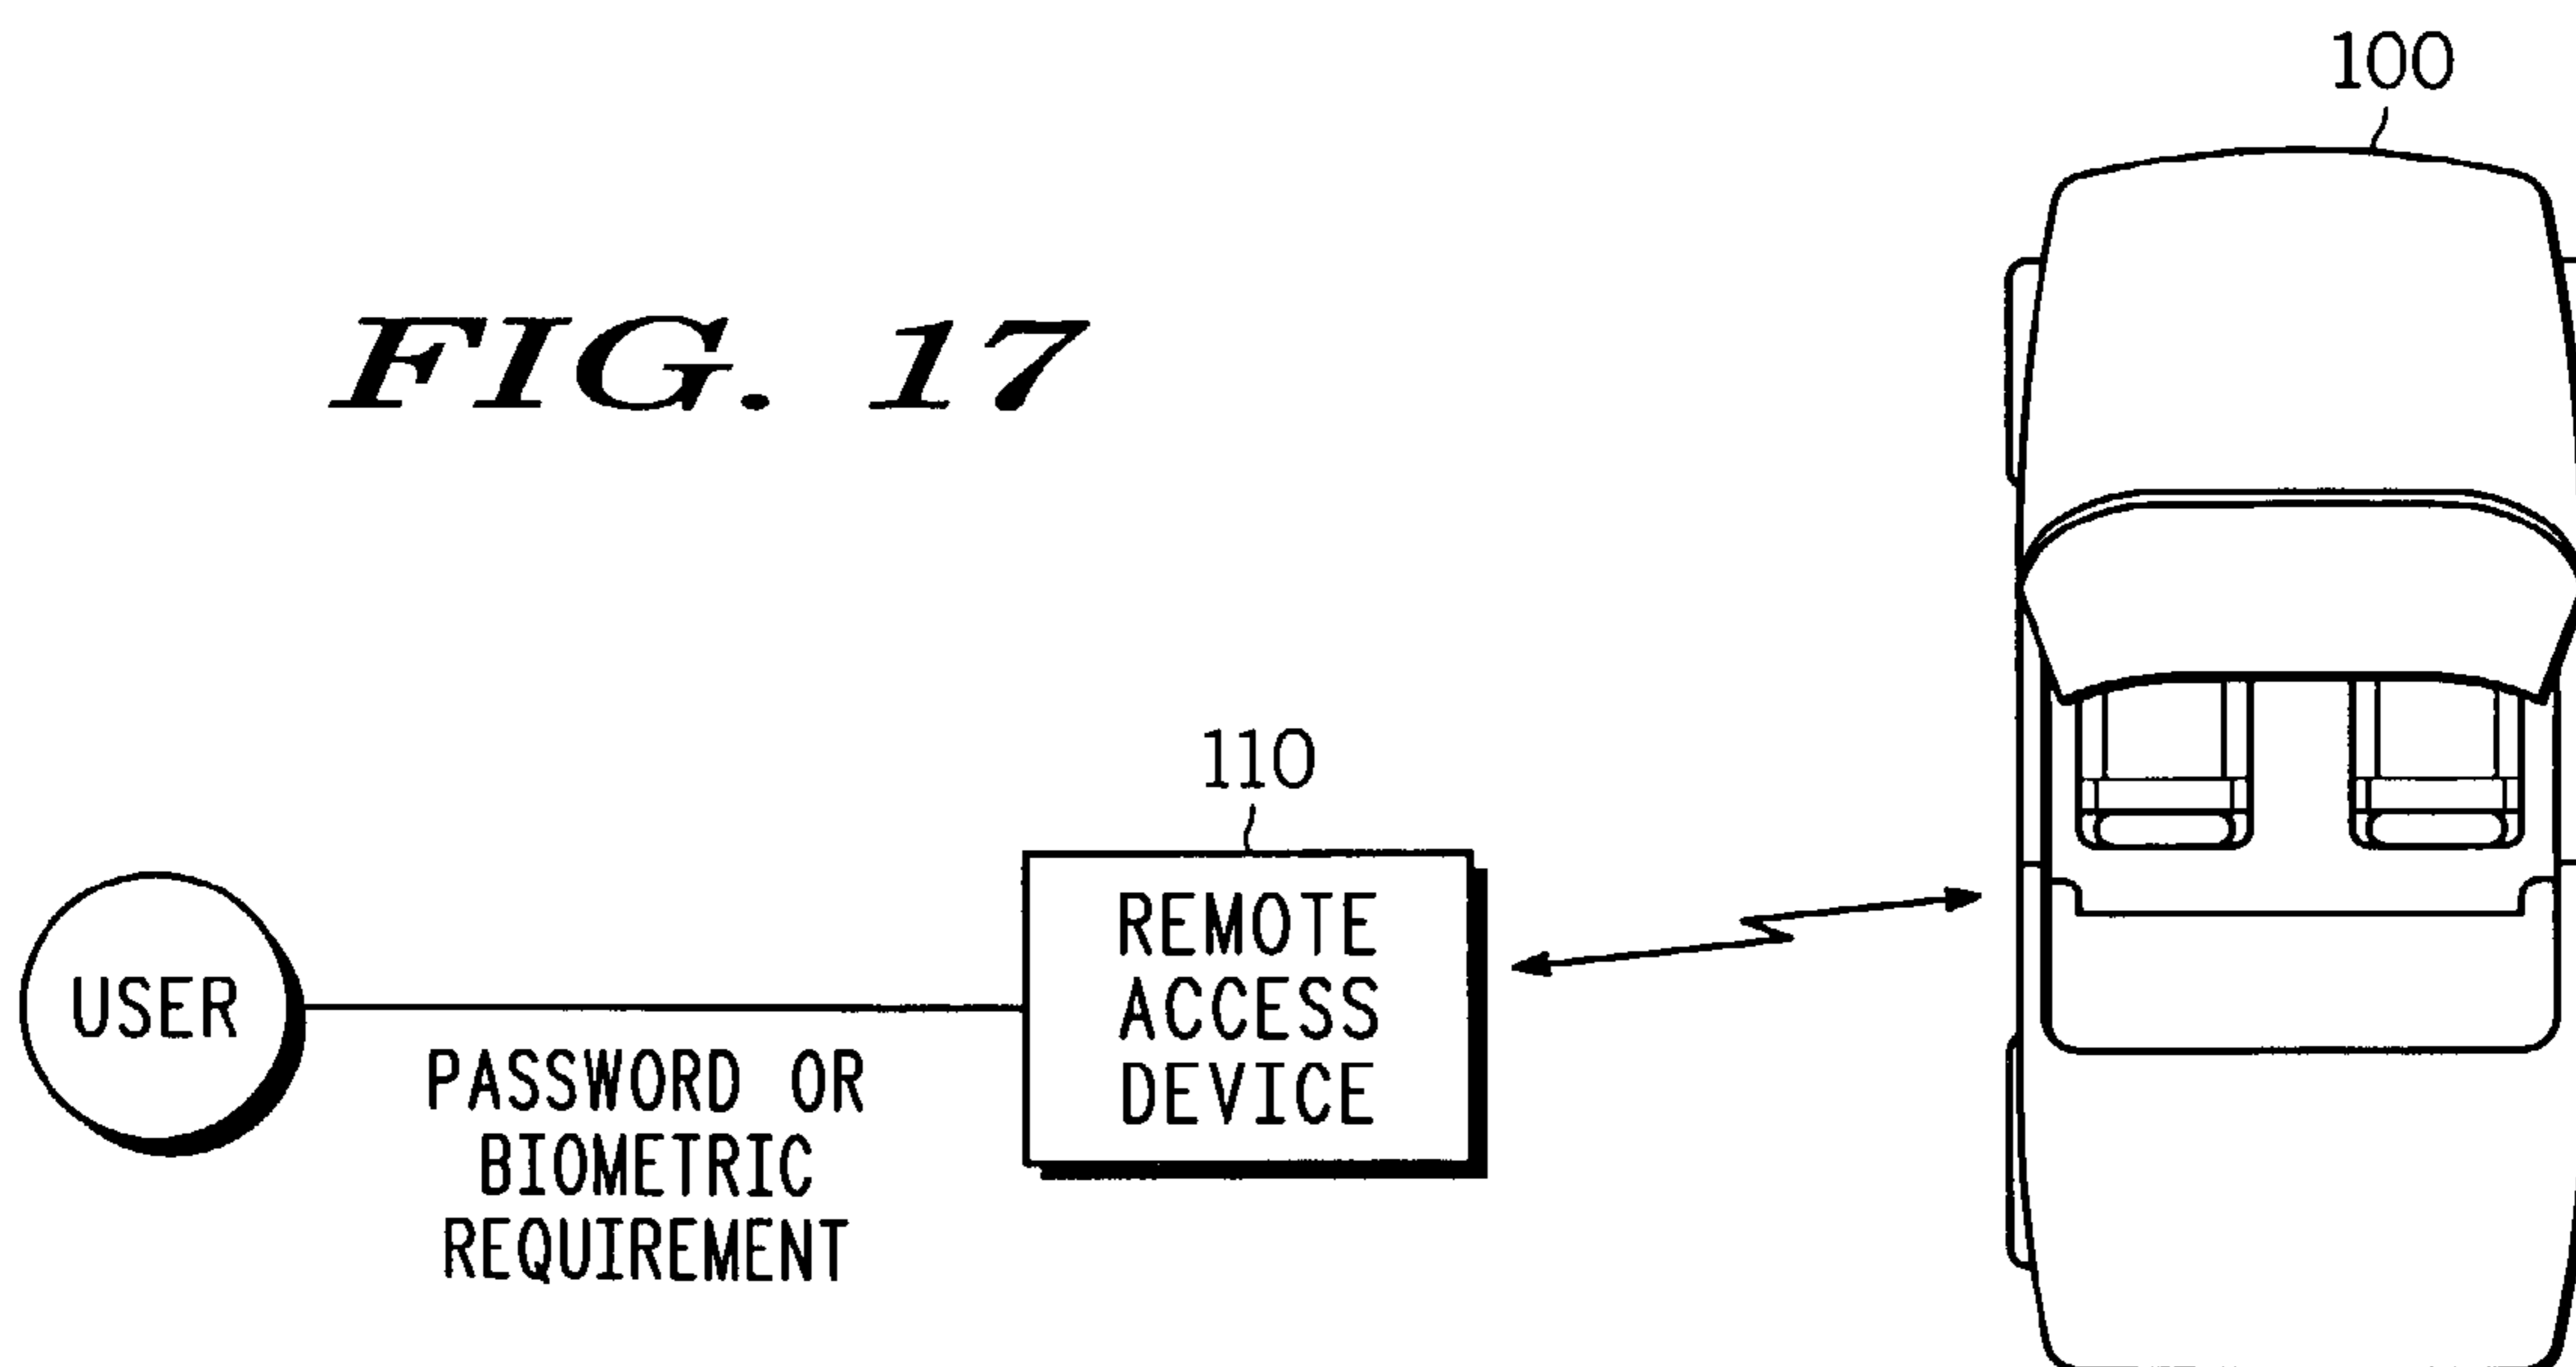 100
FIG. 17
110
REMOTE
ACCESS
DEVICE
USER
PASSWORD OR
BIOMETRIC
REQUIREMENT